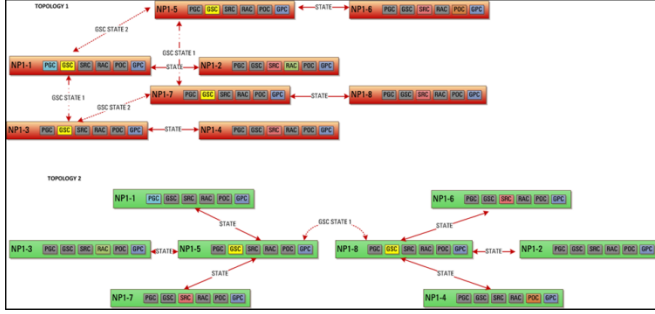 TOPOLOGY 1
NP1-5 PGC GSC SRC RAC POC GPC
STATE
NP1-6 PGC GSC SRC RAC POC GPC
GSC STATE 2
GSC STATE 1
NP1-1 PGC GSC SRC RAC POC GPC
STATE
NP1-2 PGC GSC SRC RAC POC GPC
GSC STATE 1
GSC STATE 2
NP1-7 PGC GSC SRC RAC POC GPC
STATE
NP1-8 PGC GSC SRC RAC POC GPC
NP1-3 PGC GSC SRC RAC POC GPC
STATE
NP1-4 PGC GSC SRC RAC POC GPC
TOPOLOGY 2
NP1-1 PGC GSC SRC RAC POC GPC
NP1-6 PGC GSC SRC RAC POC GPC
STATE
GSC STATE 1
STATE
NP1-3 PGC GSC SRC RAC POC GPC
STATE
NP1-5 PGC GSC SRC RAC POC GPC
NP1-8 PGC GSC SRC RAC POC GPC
STATE
NP1-2 PGC GSC SRC RAC POC GPC
STATE
STATE
NP1-7 PGC GSC SRC RAC POC GPC
NP1-4 PGC GSC SRC RAC POC GPC